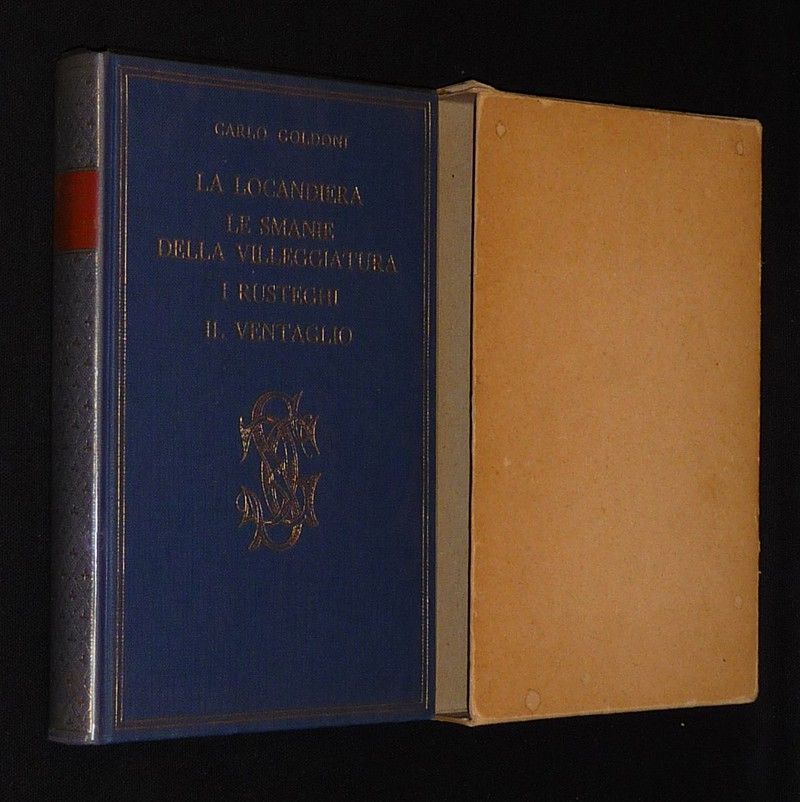 CARLO GOLDONI
LA LOCANDIERA
LE SMANIE
DELLA VILLEGGIATURA
I RUSTEGHI
IL VENTAGLIO